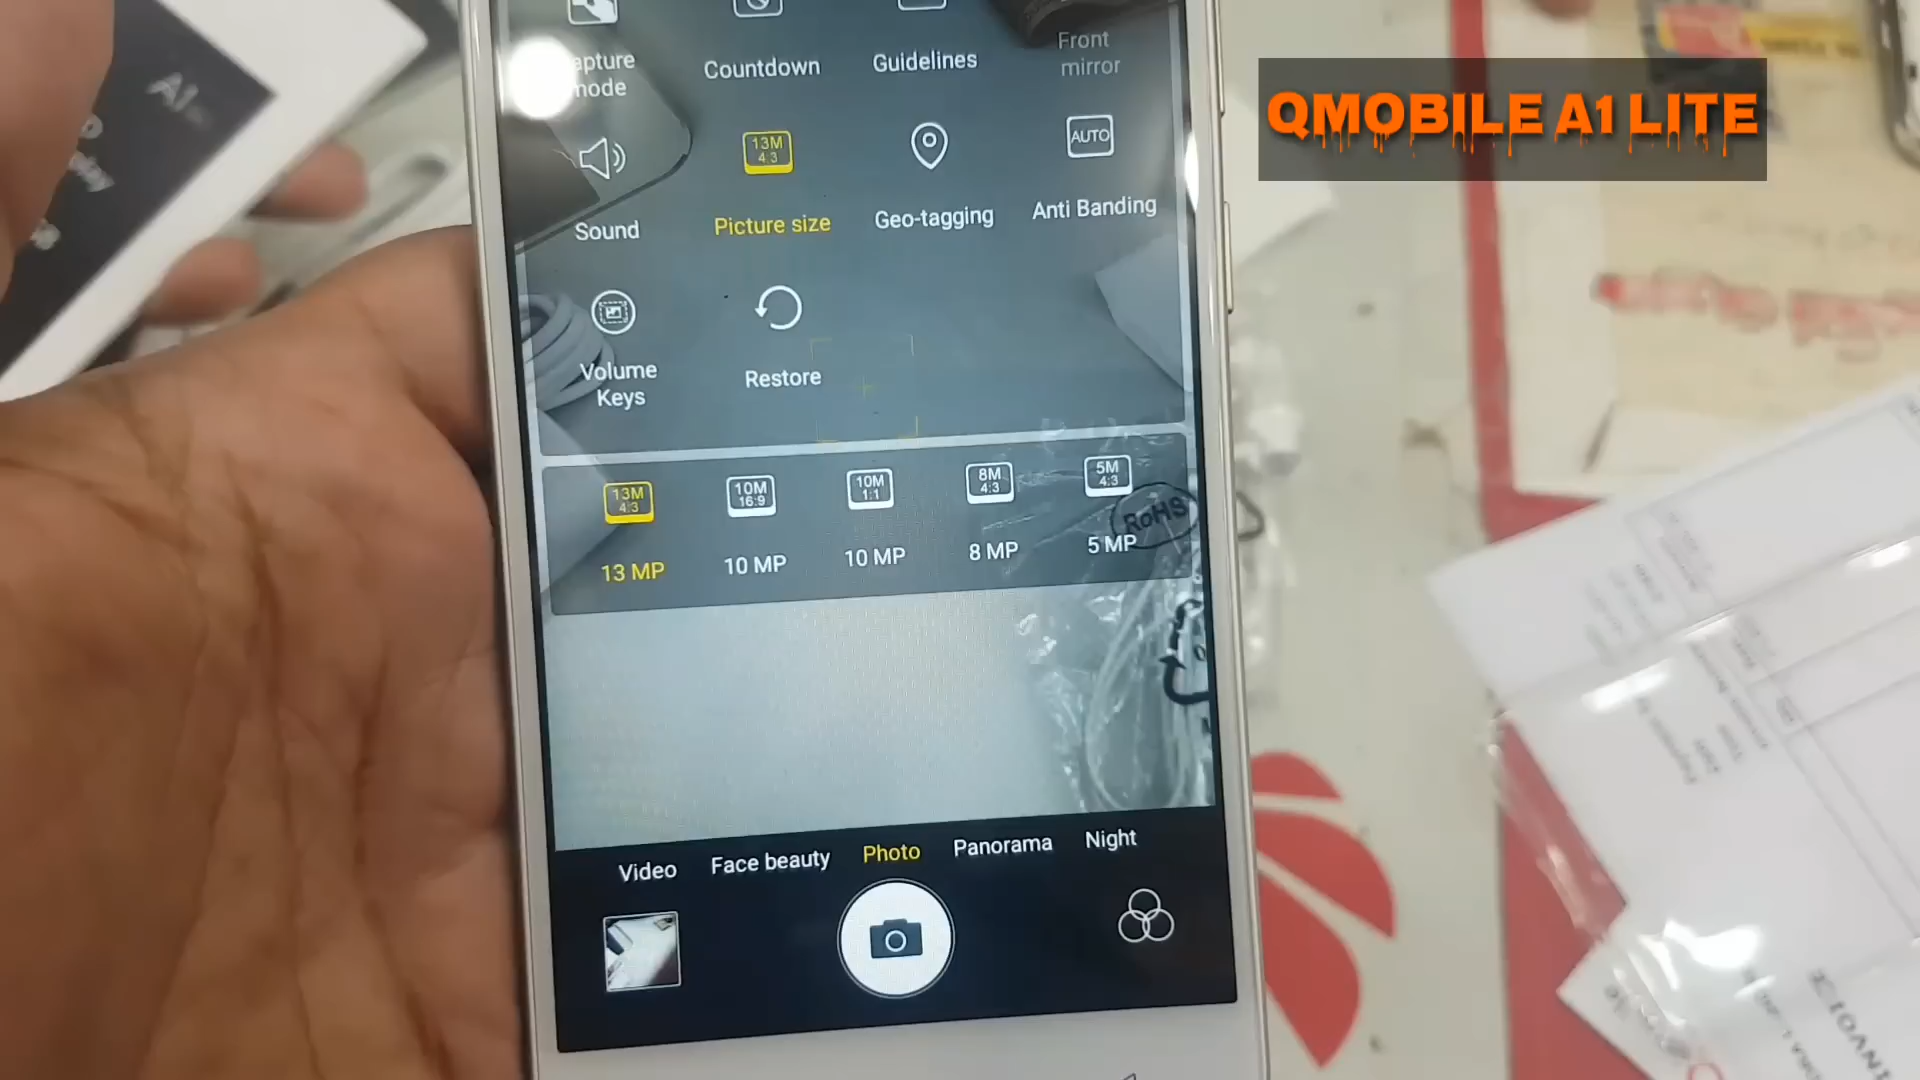 QMOBILE A1 LITE
mode
Countdown
Guidelines
Front
mirror
13M
4:3
AUTO
Sound
Picture size
Geo-tagging
Anti Banding
Volume
Keys
Restore
13M
4:3
10M
16:9
10M
1:1
8M
4:3
5M
4:3
RoHS
13 MP
10 MP
10 MP
8 MP
5 MP
Video
Face beauty
Photo
Panorama
Night